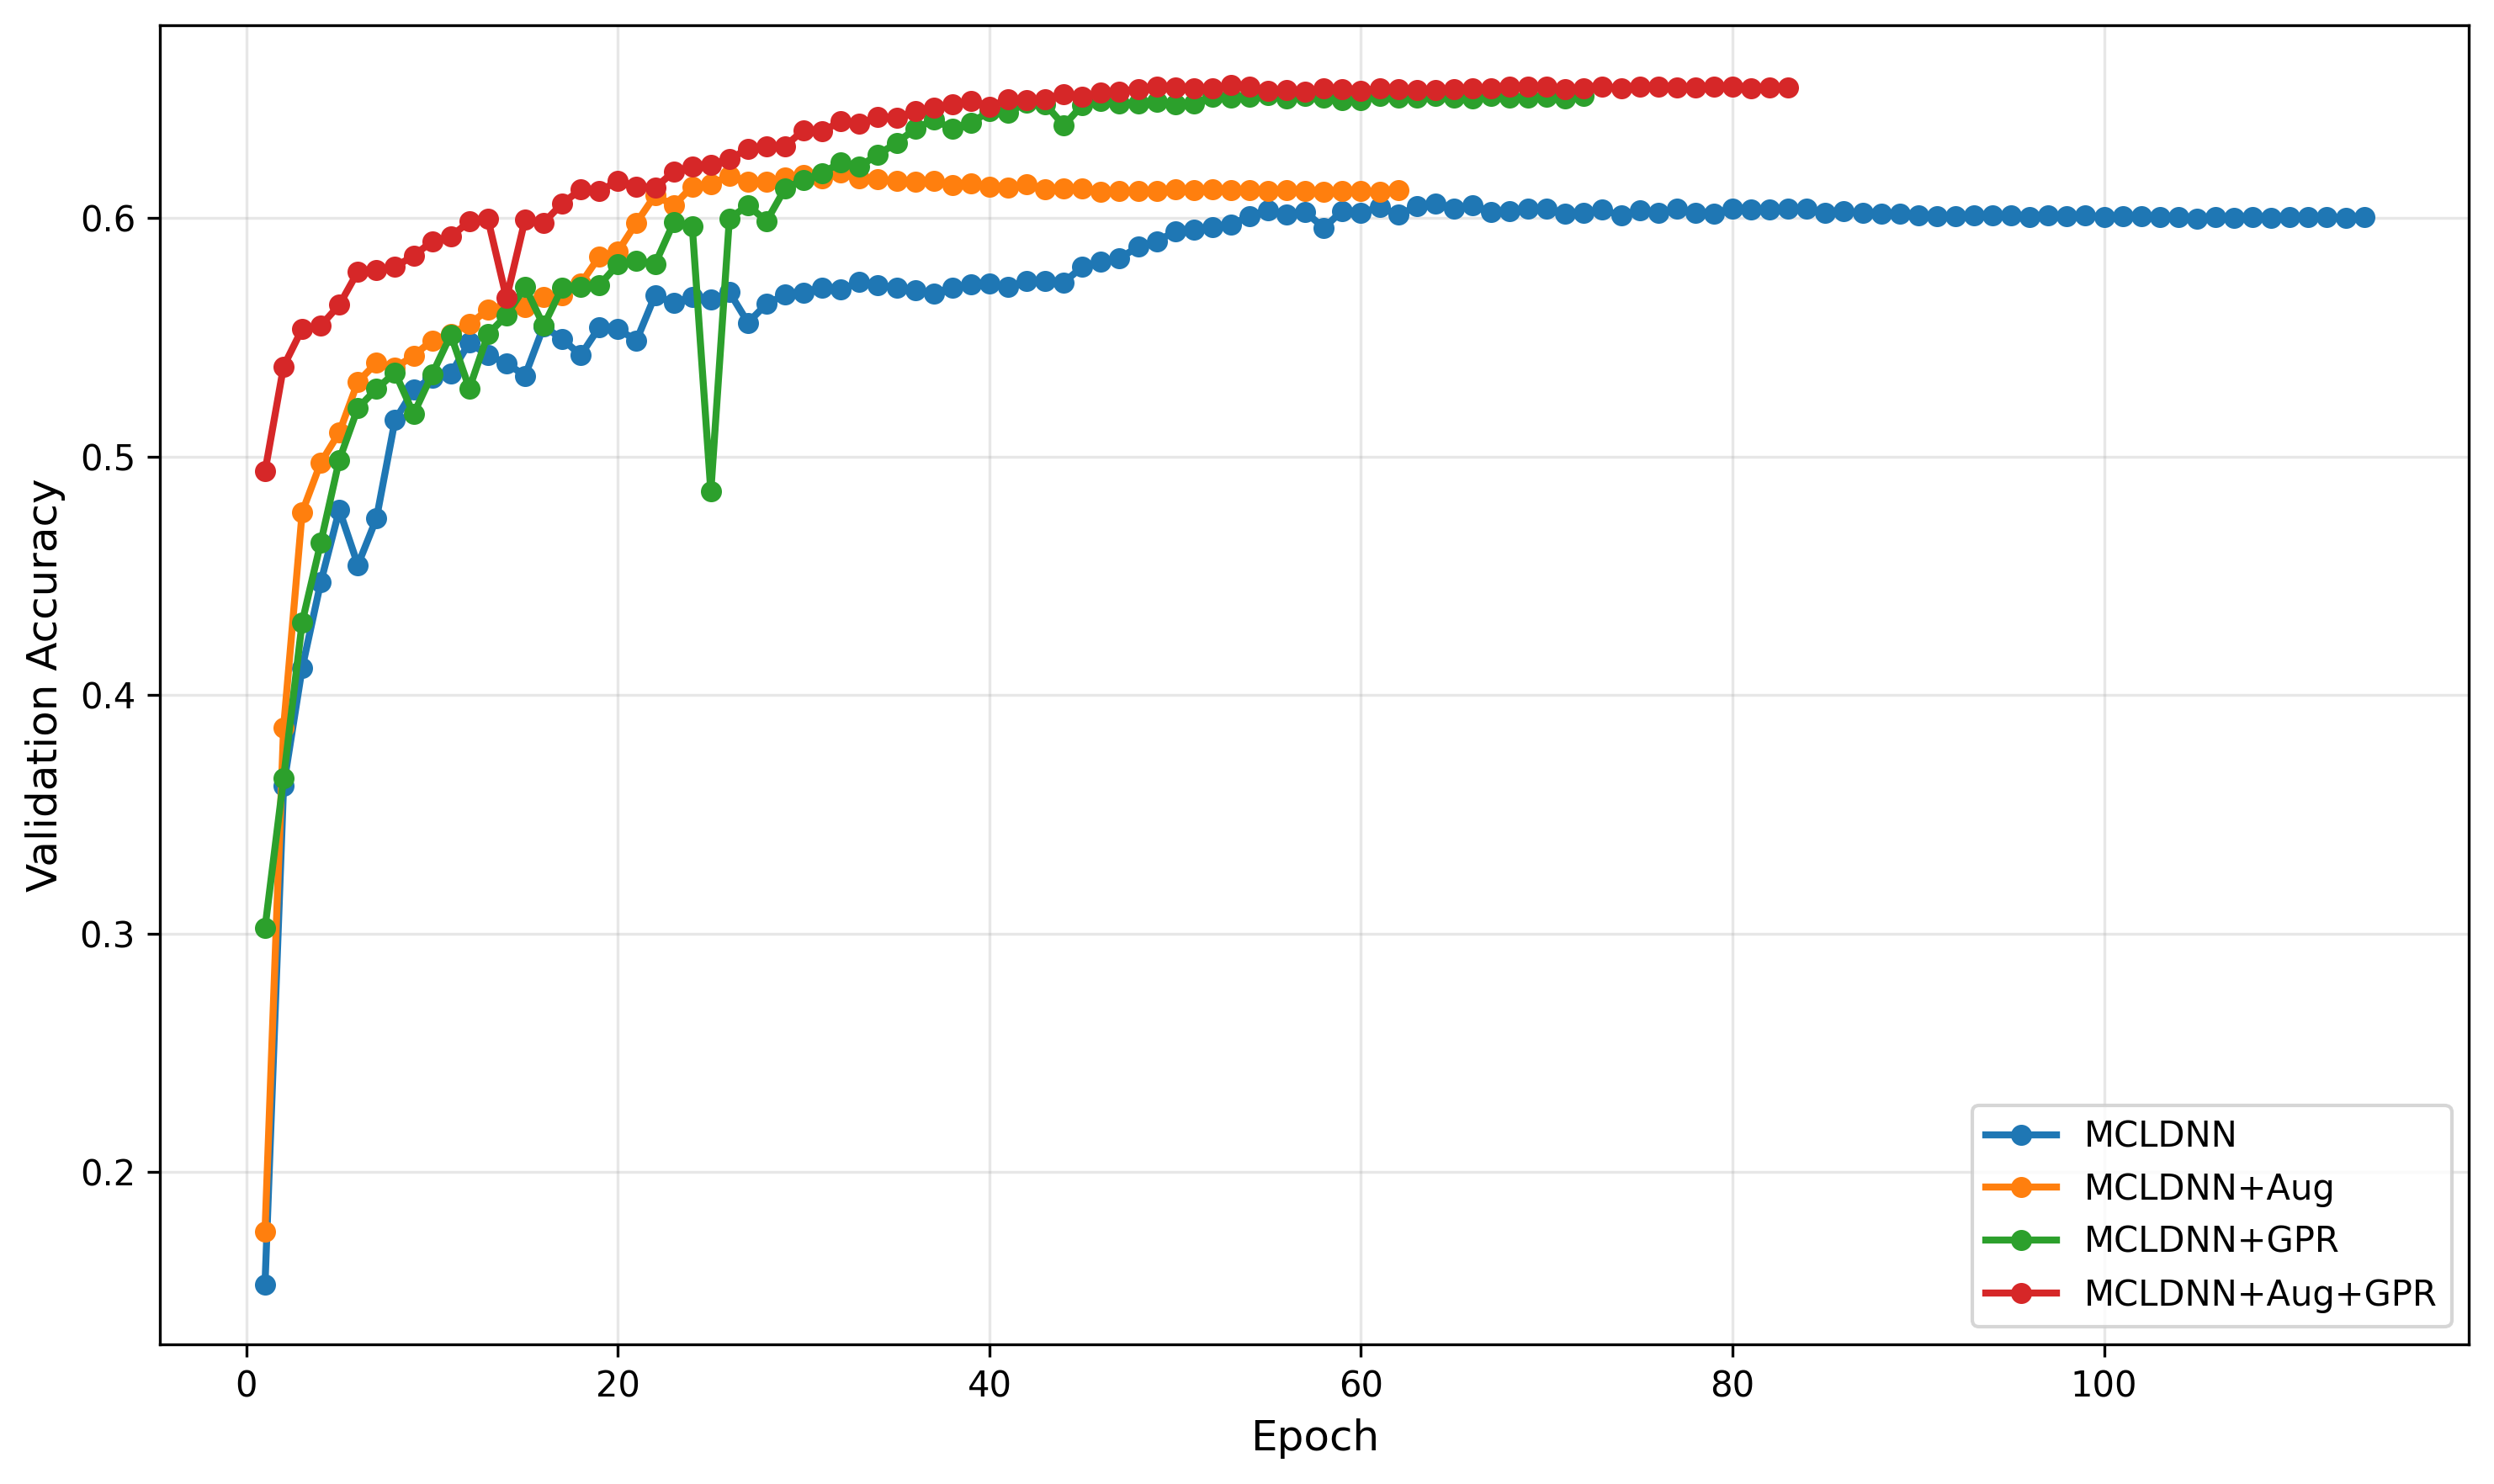 Validation Accuracy
0.6
0.5
0.4
0.3
0.2
0 20 40 60 80 100
Epoch
MCLDNN
MCLDNN+Aug
MCLDNN+GPR
MCLDNN+Aug+GPR